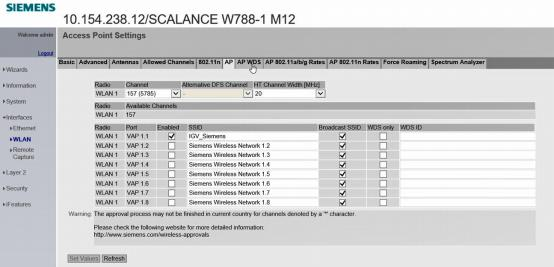 SIEMENS
10.154.238.12/SCALANCE W788-1 M12
Welcome admin
Logout
Access Point Settings
Basic Advanced Antennas Allowed Channels 802.11n AP AP WDS AP 802.11a/b/g Rates AP 802.11n Rates Force Roaming Spectrum Analyzer
Wizards
Information
System
Interfaces
Ethernet
WLAN
Remote Capture
Layer 2
Security
iFeatures
Radio Channel Alternative DFS Channel HT Channel Width [MHz]
WLAN 1 157 (5785) - 20
Radio Available Channels
WLAN 1 157
Radio Port Enabled SSID Broadcast SSID WDS only WDS ID
WLAN 1 VAP 1.1 IGV_Siemens
WLAN 1 VAP 1.2 Siemens Wireless Network 1.2
WLAN 1 VAP 1.3 Siemens Wireless Network 1.3
WLAN 1 VAP 1.4 Siemens Wireless Network 1.4
WLAN 1 VAP 1.5 Siemens Wireless Network 1.5
WLAN 1 VAP 1.6 Siemens Wireless Network 1.6
WLAN 1 VAP 1.7 Siemens Wireless Network 1.7
WLAN 1 VAP 1.8 Siemens Wireless Network 1.8
Warning: The approval process may not be finished in current country for channels denoted by a '*' character.
Please check the following website for more detailed information:
http://www.siemens.com/wireless-approvals
Set Values Refresh